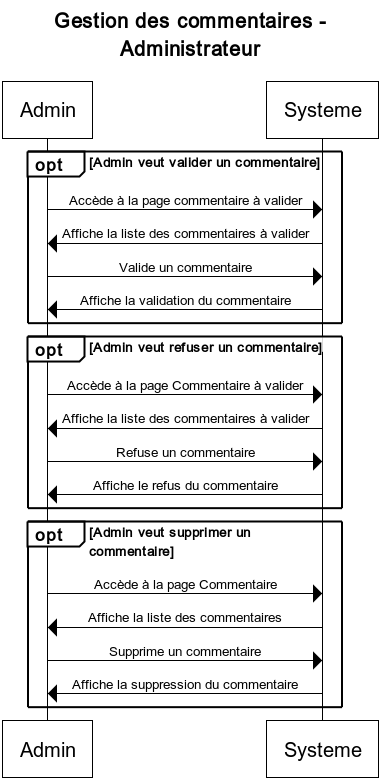 Gestion des commentaires -
Administrateur
Admin Systeme
opt [Admin veut valider un commentaire]
Accède à la page commentaire à valider
Affiche la liste des commentaires à valider
Valide un commentaire
Affiche la validation du commentaire
opt [Admin veut refuser un commentaire]
Accède à la page Commentaire à valider
Affiche la liste des commentaires à valider
Refuse un commentaire
Affiche le refus du commentaire
opt [Admin veut supprimer un
commentaire]
Accède à la page Commentaire
Affiche la liste des commentaires
Supprime un commentaire
Affiche la suppression du commentaire
Admin Systeme